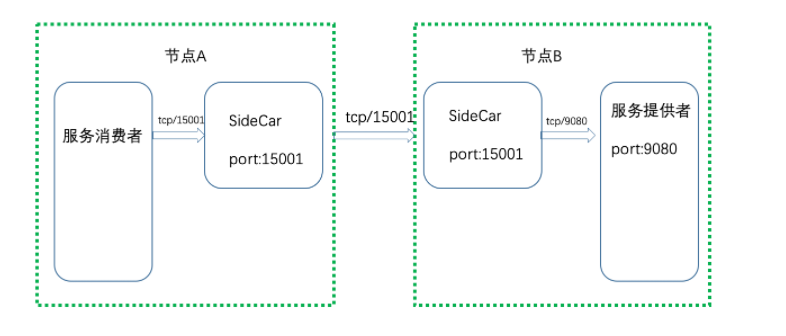 节点A
服务消费者
tcp/15001
SideCar
port:15001
tcp/15001
节点B
SideCar
port:15001
tcp/9080
服务提供者
port:9080